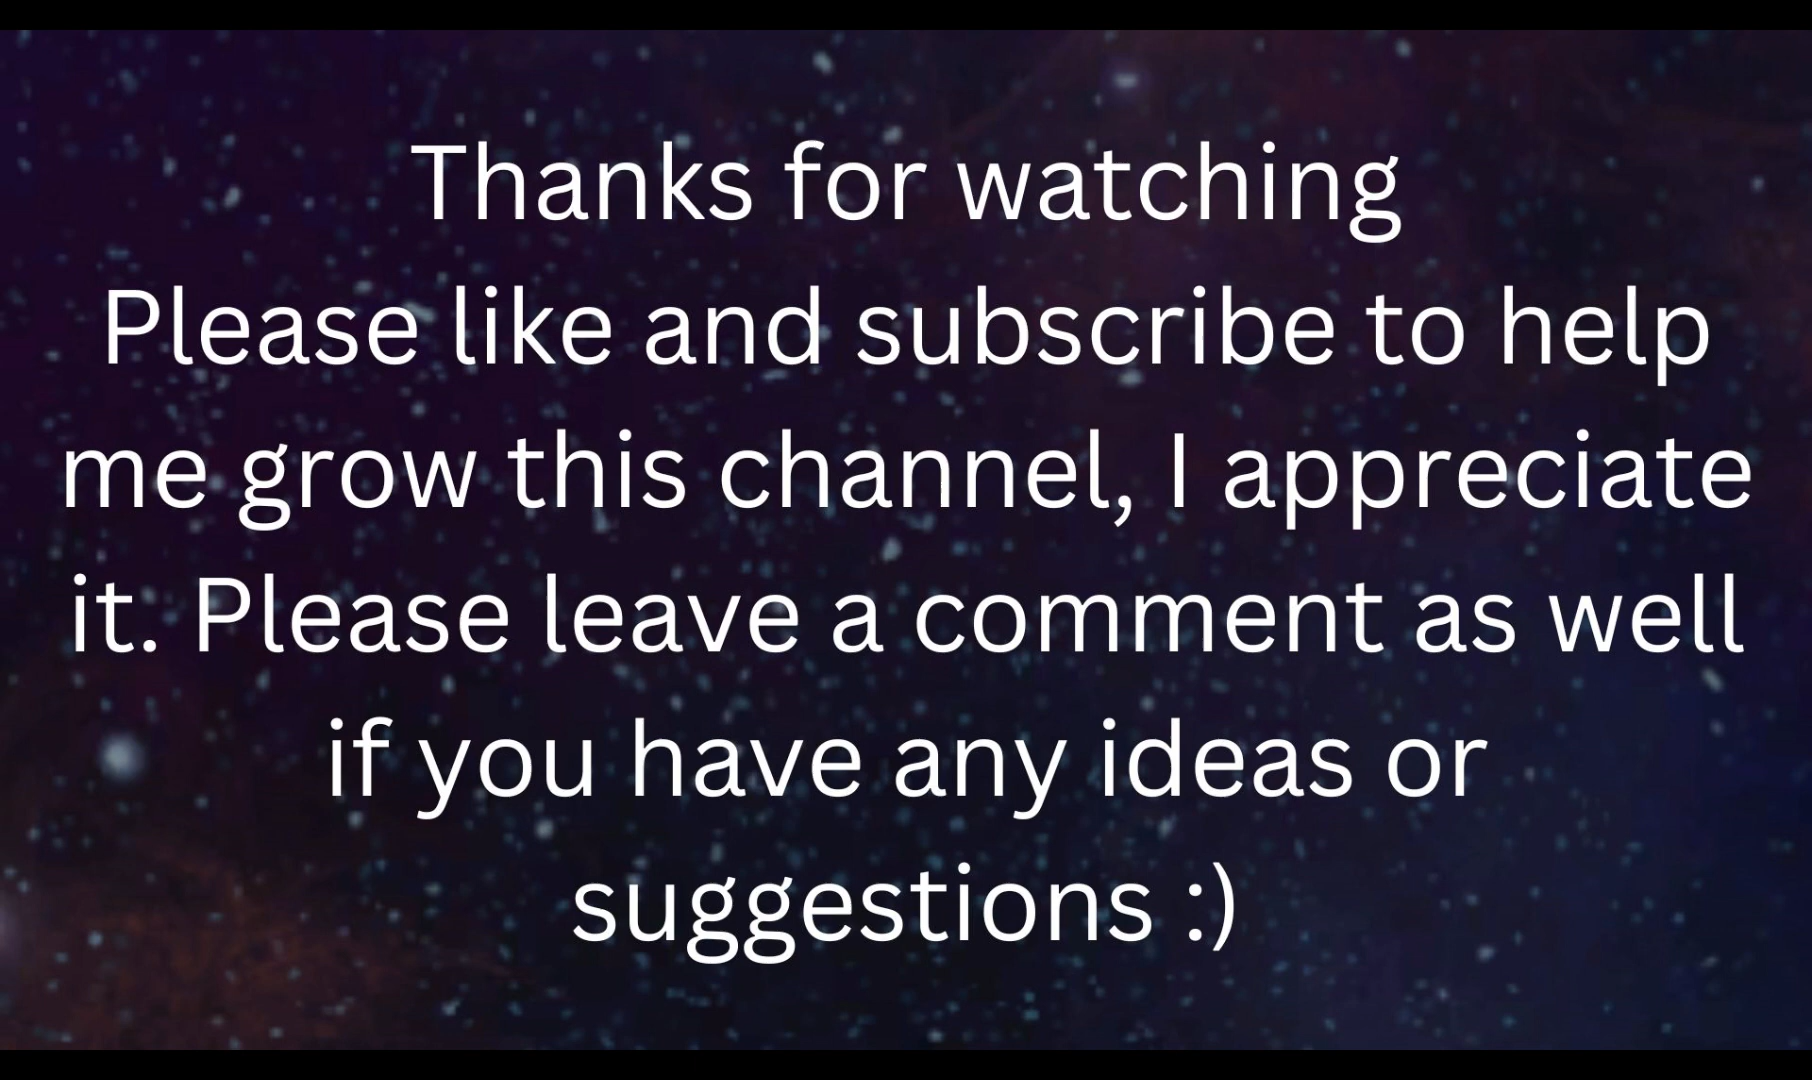 Thanks for watching
Please like and subscribe to help
me grow this channel, I appreciate
it. Please leave a comment as well
if you have any ideas or
suggestions :)